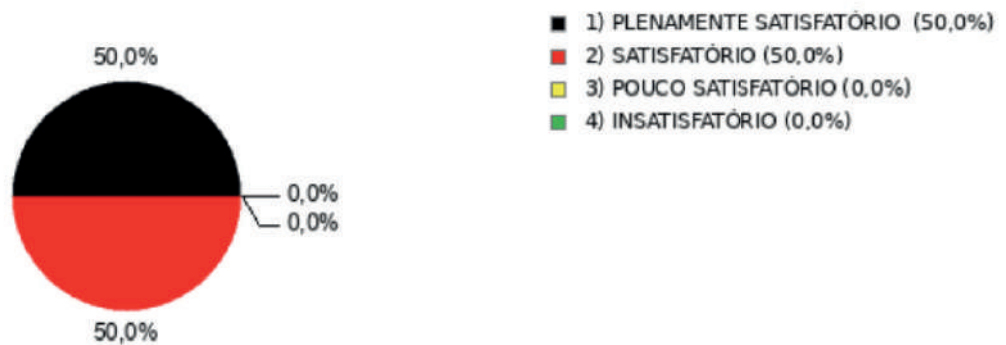 50,0%
0,0%
0,0%
50,0%
1) PLENAMENTE SATISFATÓRIO (50,0%)
2) SATISFATÓRIO (50,0%)
3) POUCO SATISFATÓRIO (0,0%)
4) INSATISFATÓRIO (0,0%)